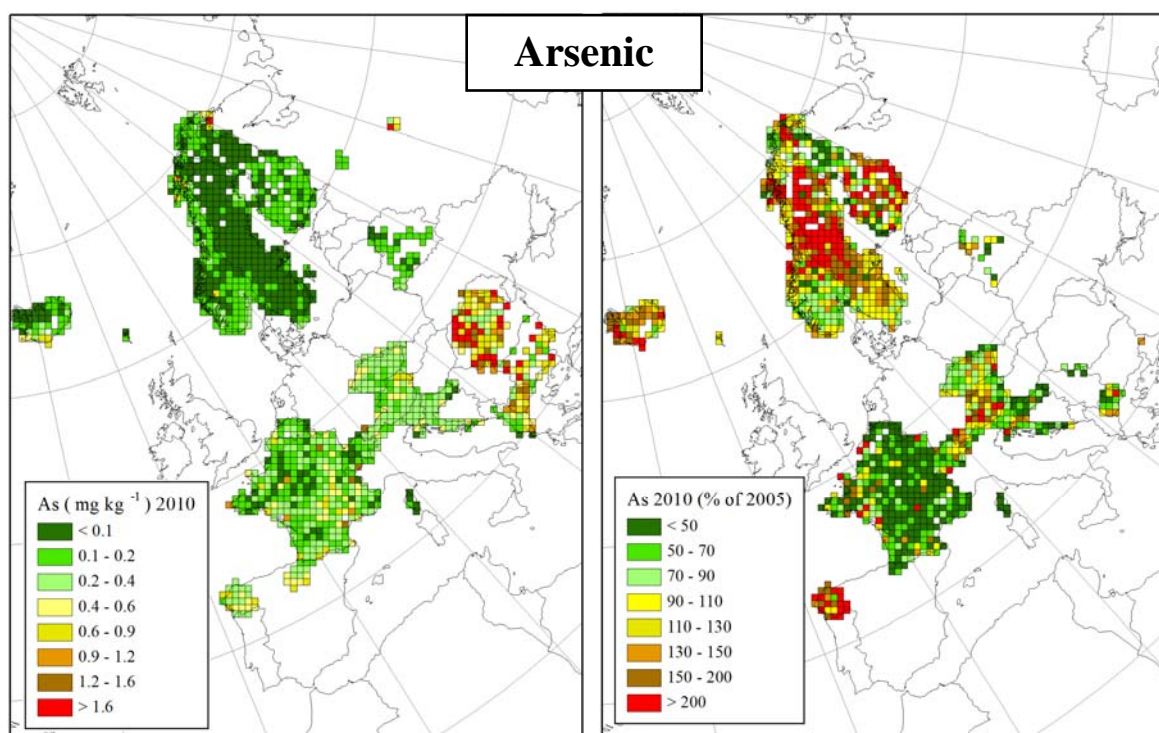 Arsenic
As ( mg kg -1 ) 2010
< 0.1
0.1 - 0.2
0.2 - 0.4
0.4 - 0.6
0.6 - 0.9
0.9 - 1.2
1.2 - 1.6
> 1.6
As 2010 (% of 2005)
< 50
50 - 70
70 - 90
90 - 110
110 - 130
130 - 150
150 - 200
> 200